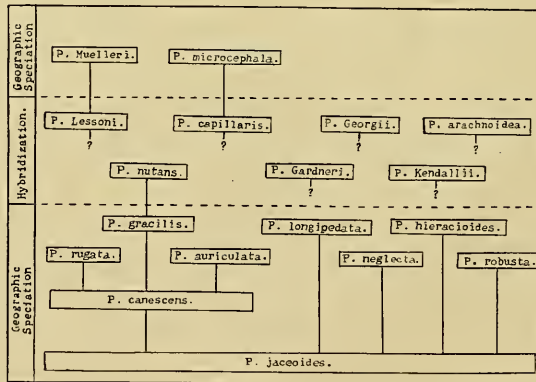 Geographic
Speciation
P. Muelleri.
P. microcephala.
Hybridization.
P. Lessoni.
P. capillaris.
P. Georgii.
P. arachnoidea.
?
?
?
?
P. nutans.
P. Gardneri.
P. Kendallii.
?
?
Geographic
Speciation
P. gracilis.
P. longipedata.
P. hieracioides.
P. rugata.
P. auriculata.
P. neglecta.
P. robusta.
P. canescens.
P. jaceoides.